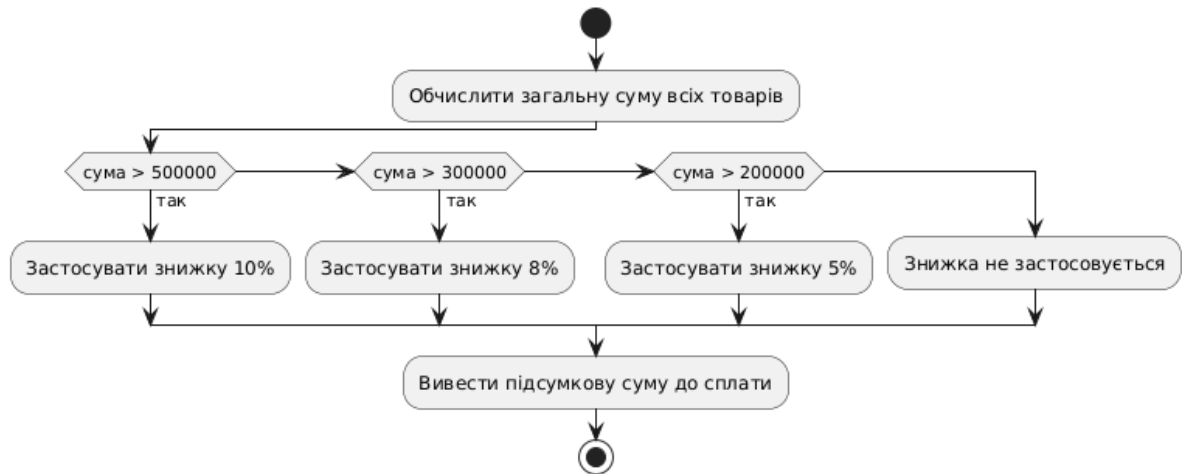 Обчислити загальну суму всіх товарів
сума > 500000
сума > 300000
сума > 200000
так
так
так
Застосувати знижку 10%
Застосувати знижку 8%
Застосувати знижку 5%
Знижка не застосовується
Вивести підсумкову суму до сплати